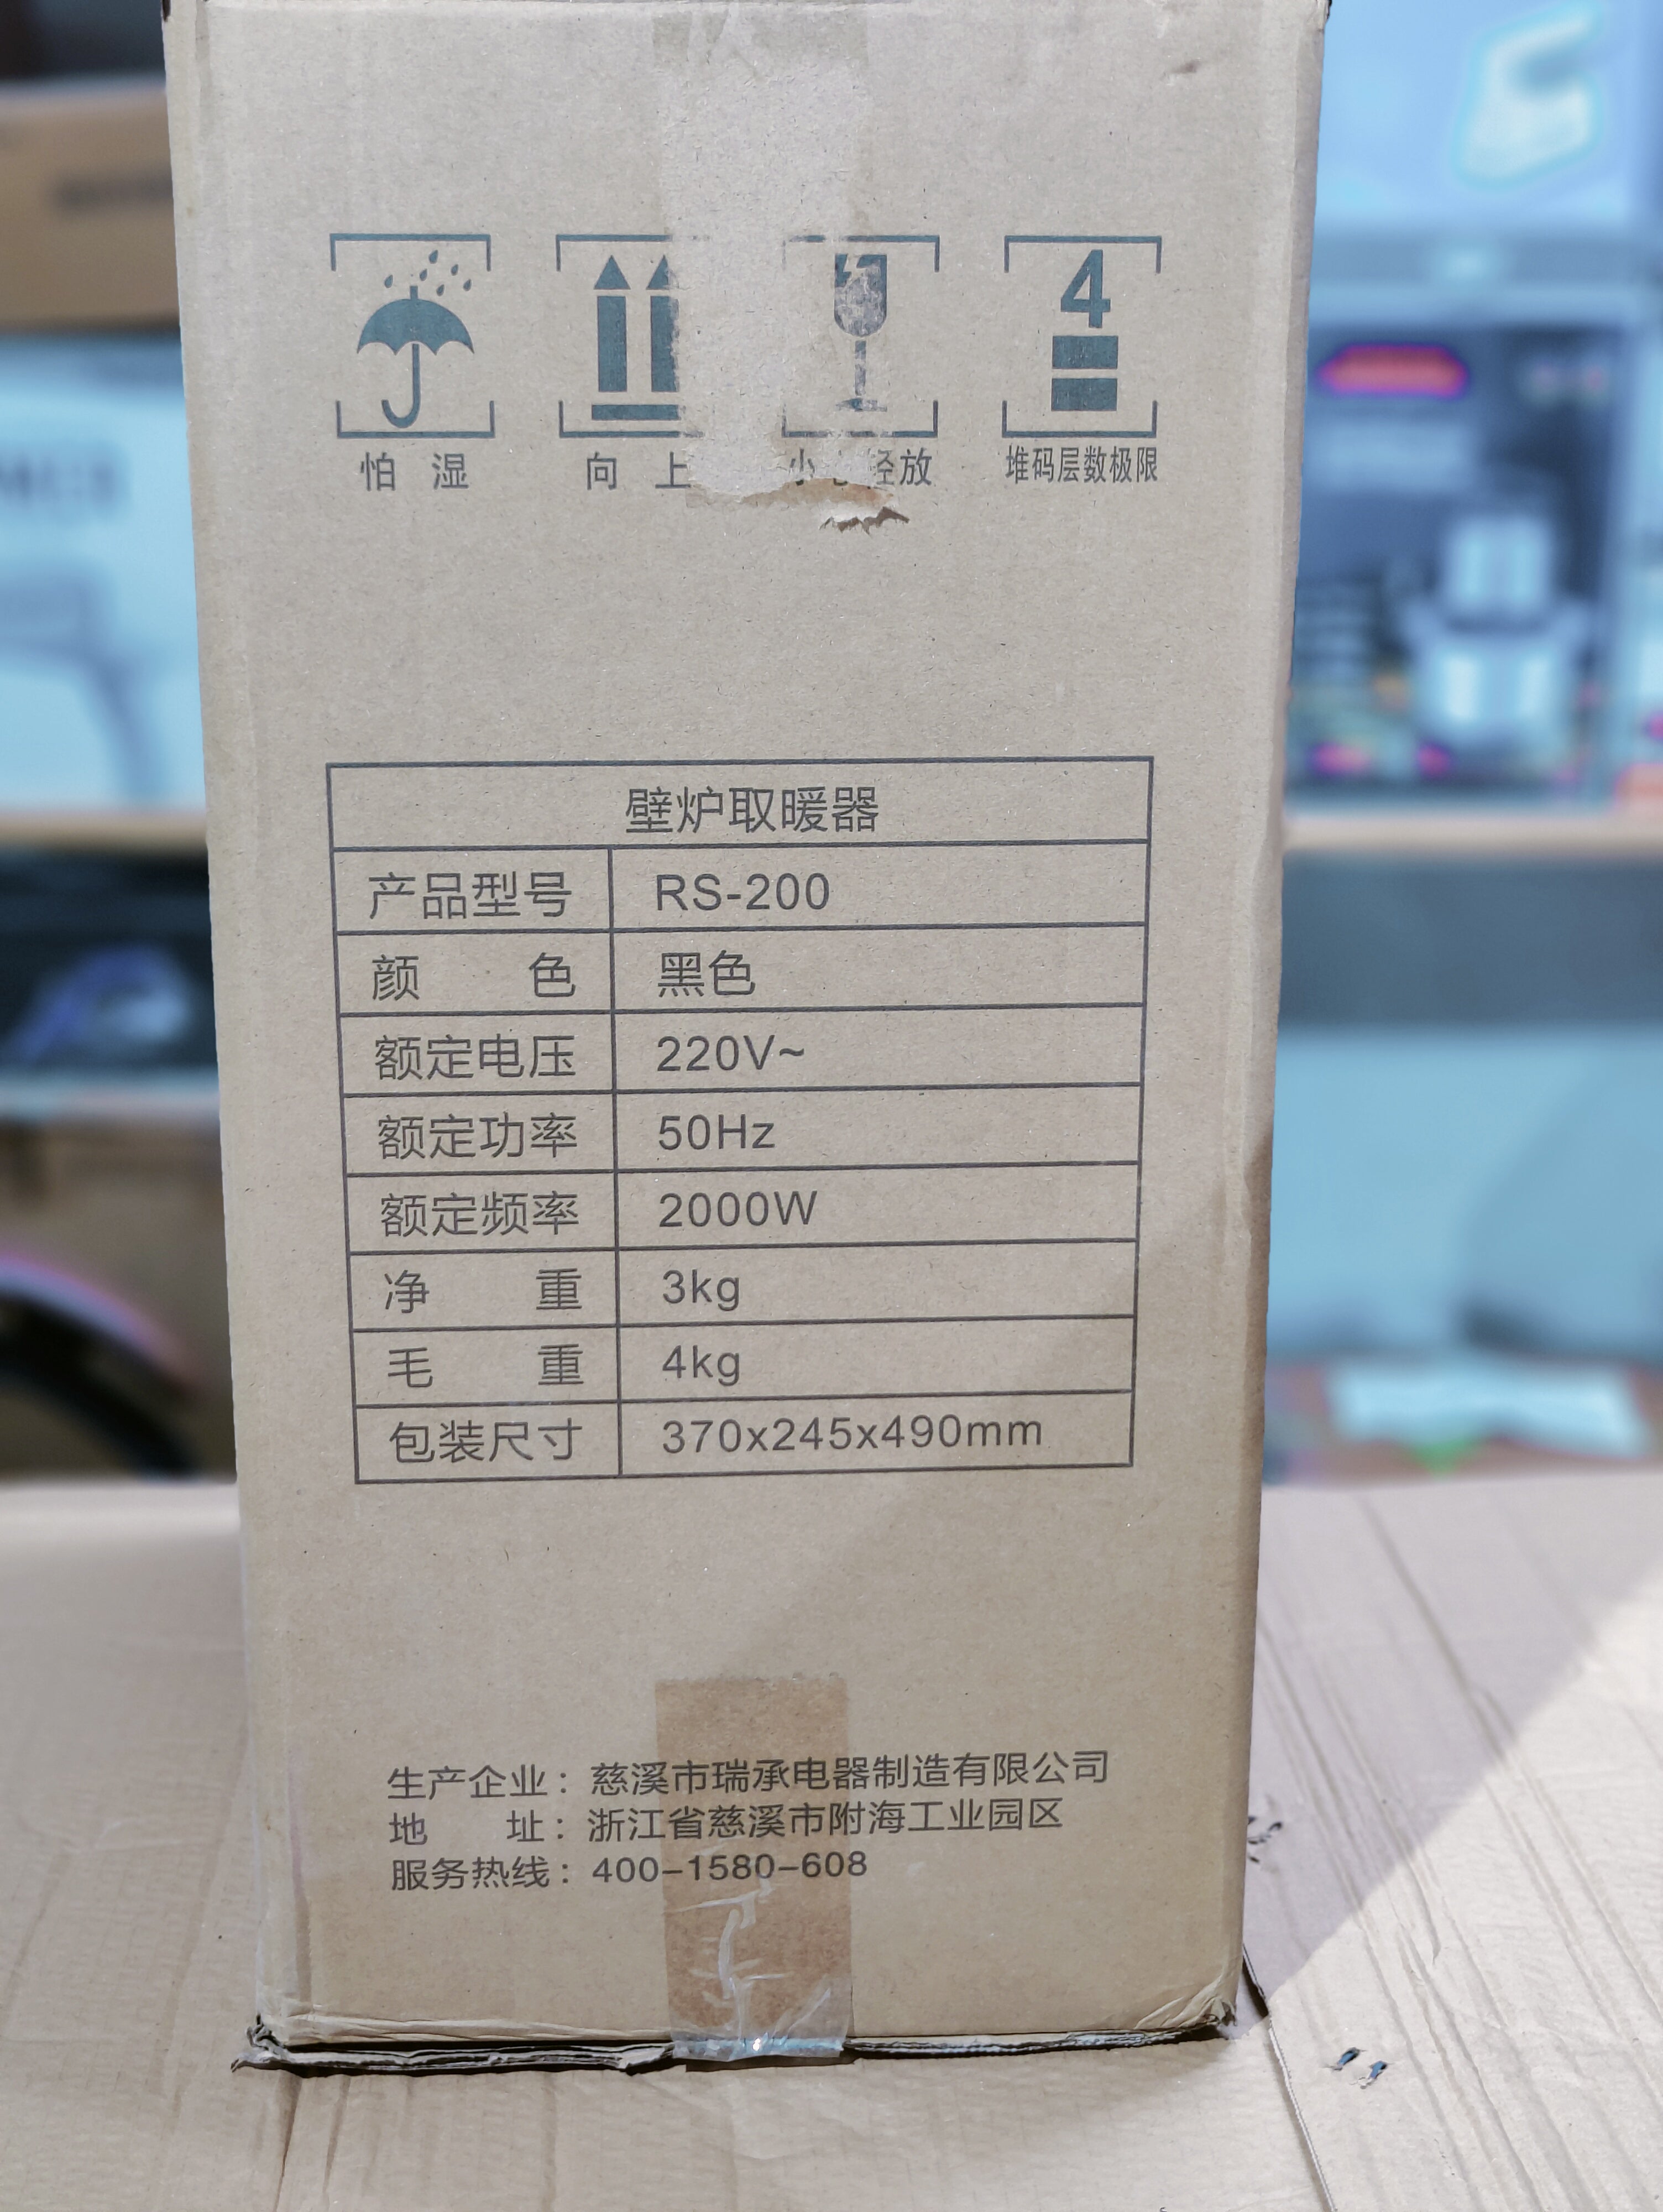 4
怕湿
向上
小心轻放
堆码层数极限
壁炉取暖器
产品型号 RS-200
颜色 黑色
额定电压 220V~
额定功率 50Hz
额定频率 2000W
净重 3kg
毛重 4kg
包装尺寸 370x245x490mm
生产企业：慈溪市瑞承电器制造有限公司
地址：浙江省慈溪市附海工业园区
服务热线：400-1580-608